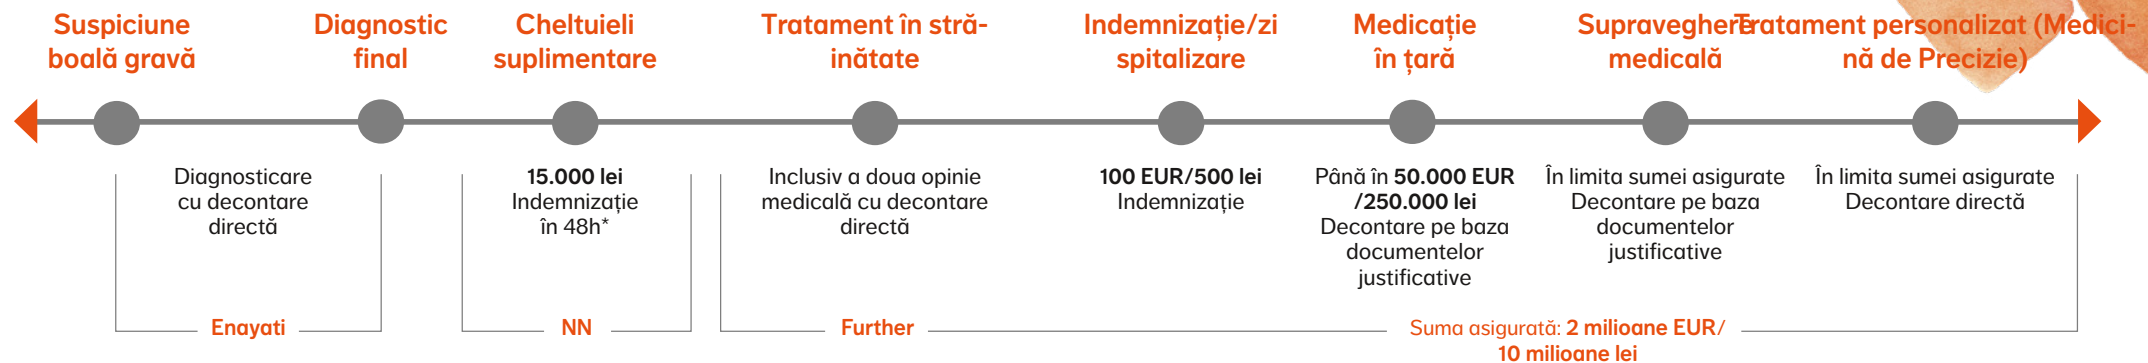 Suspiciune
boală gravă
Diagnostic
final
Cheltuieli
suplimentare
Tratament în stră-
inătate
Indemnizație/zi
spitalizare
Medicație
în țară
Supraveghere
medicală
Tratament personalizat (Medici-
nă de Precizie)
Diagnosticare
cu decontare
directă
15.000 lei
Indemnizație
în 48h*
Inclusiv a doua opinie
medicală cu decontare
directă
100 EUR/500 lei
Indemnizație
Până în 50.000 EUR
/250.000 lei
Decontare pe baza
documentelor
justificative
În limita sumei asigurate
Decontare pe baza
documentelor
justificative
În limita sumei asigurate
Decontare directă
Enayati
NN
Further
Suma asigurată: 2 milioane EUR/
10 milioane lei